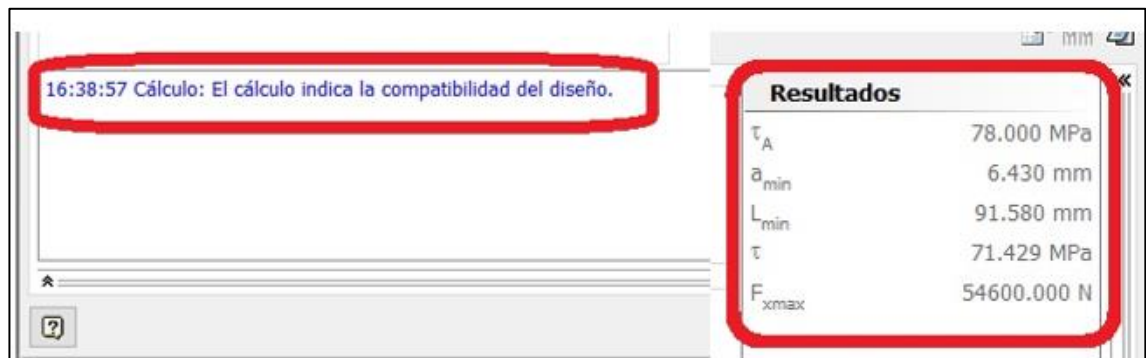 MM
16:38:57 Cálculo: El cálculo indica la compatibilidad del diseño.
Resultados
τA 78.000 MPa
amin 6.430 mm
Lmin 91.580 mm
τ 71.429 MPa
Fxmax 54600.000 N